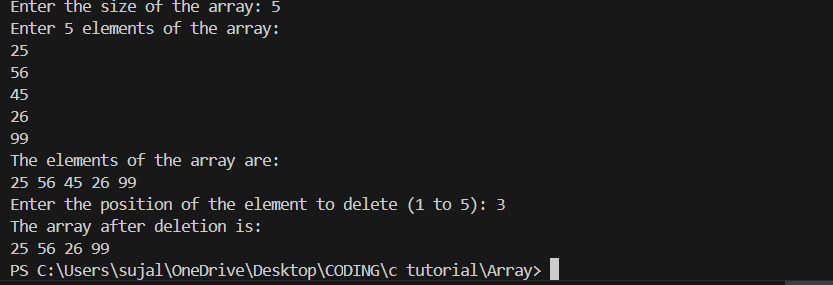 Enter the size of the array: 5
Enter 5 elements of the array:
25
56
45
26
99
The elements of the array are:
25 56 45 26 99
Enter the position of the element to delete (1 to 5): 3
The array after deletion is:
25 56 26 99
PS C:\Users\sujal\OneDrive\Desktop\CODING\c tutorial\Array>